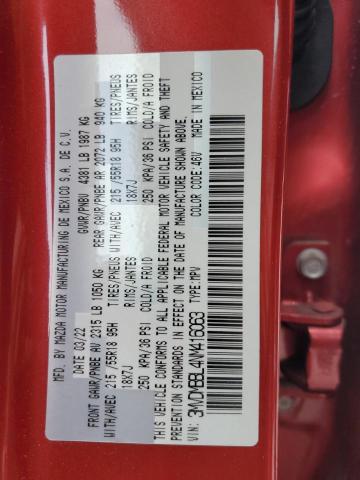 MFD. BY MAZDA MOTOR MANUFACTURING DE MEXICO S.A. DE C.V.
DATE 03/22 GVWR/PNBV 4381 LB 1987 KG
FRONT GAWR/PNBE AV 2315 LB 1050 KG REAR GAWR/PNBE AR 2072 LB 940 KG
WITH/AVEC 215/55R18 95H TIRES/PNEUS WITH/AVEC 215/55R18 95H TIRES/PNEUS
18X7J RIMS/JANTES 18X7J RIMS/JANTES
250 KPA/36 PSI COLD/A FROID 250 KPA/36 PSI COLD/A FROID
THIS VEHICLE CONFORMS TO ALL APPLICABLE FEDERAL MOTOR VEHICLE SAFETY AND THEFT
PREVENTION STANDARDS IN EFFECT ON THE DATE OF MANUFACTURE SHOWN ABOVE.
VIN: TYPE:MPV COLOR CODE:46V MADE IN MEXICO